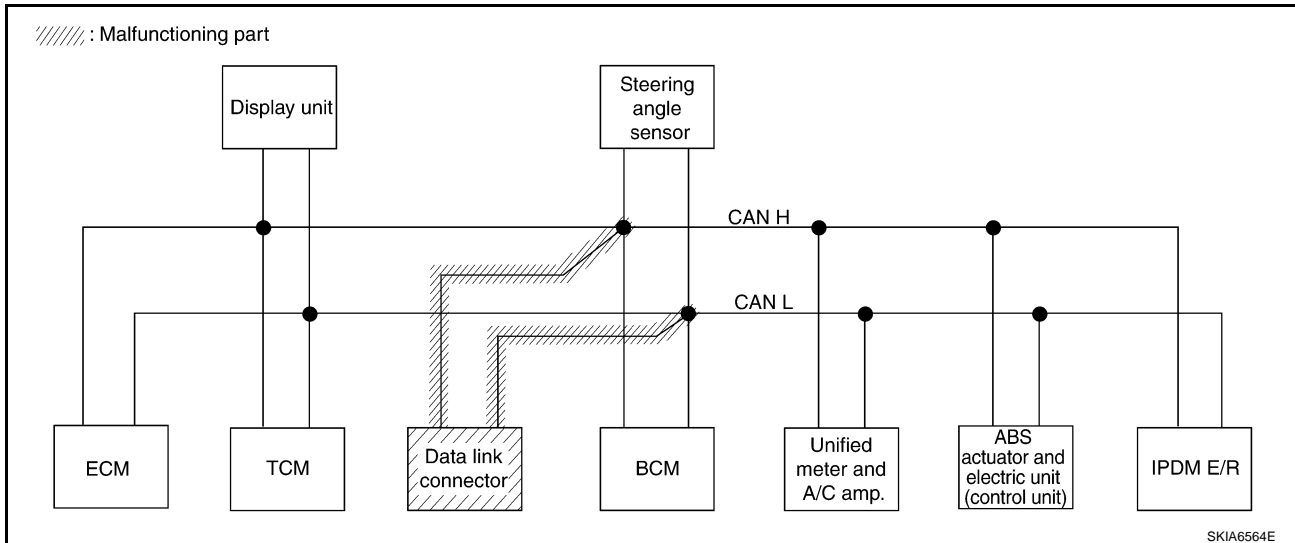 : Malfunctioning part
Display unit
Steering
angle
sensor
CAN H
CAN L
ECM
TCM
Data link
connector
BCM
Unified
meter and
A/C amp.
ABS
actuator and
electric unit
(control unit)
IPDM E/R
SKIA6564E